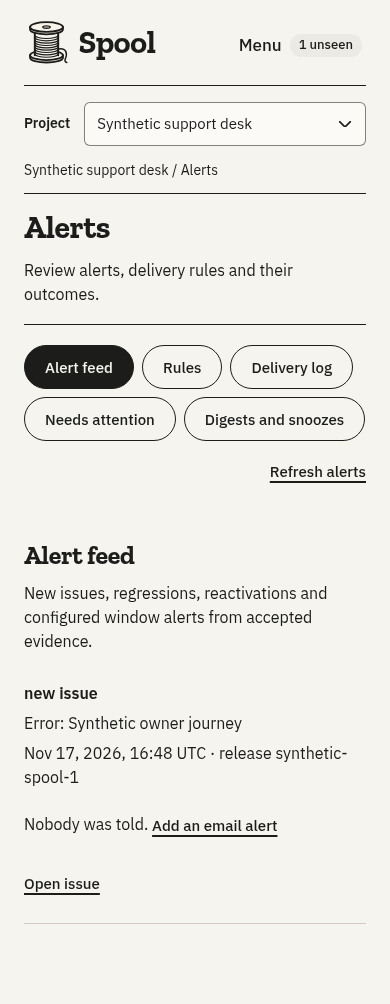 Spool
Menu 1 unseen
Project Synthetic support desk
Synthetic support desk / Alerts
Alerts
Review alerts, delivery rules and their
outcomes.
Alert feed Rules Delivery log
Needs attention Digests and snoozes
Refresh alerts
Alert feed
New issues, regressions, reactivations and
configured window alerts from accepted
evidence.
new issue
Error: Synthetic owner journey
Nov 17, 2026, 16:48 UTC · release synthetic-
spool-1
Nobody was told. Add an email alert
Open issue